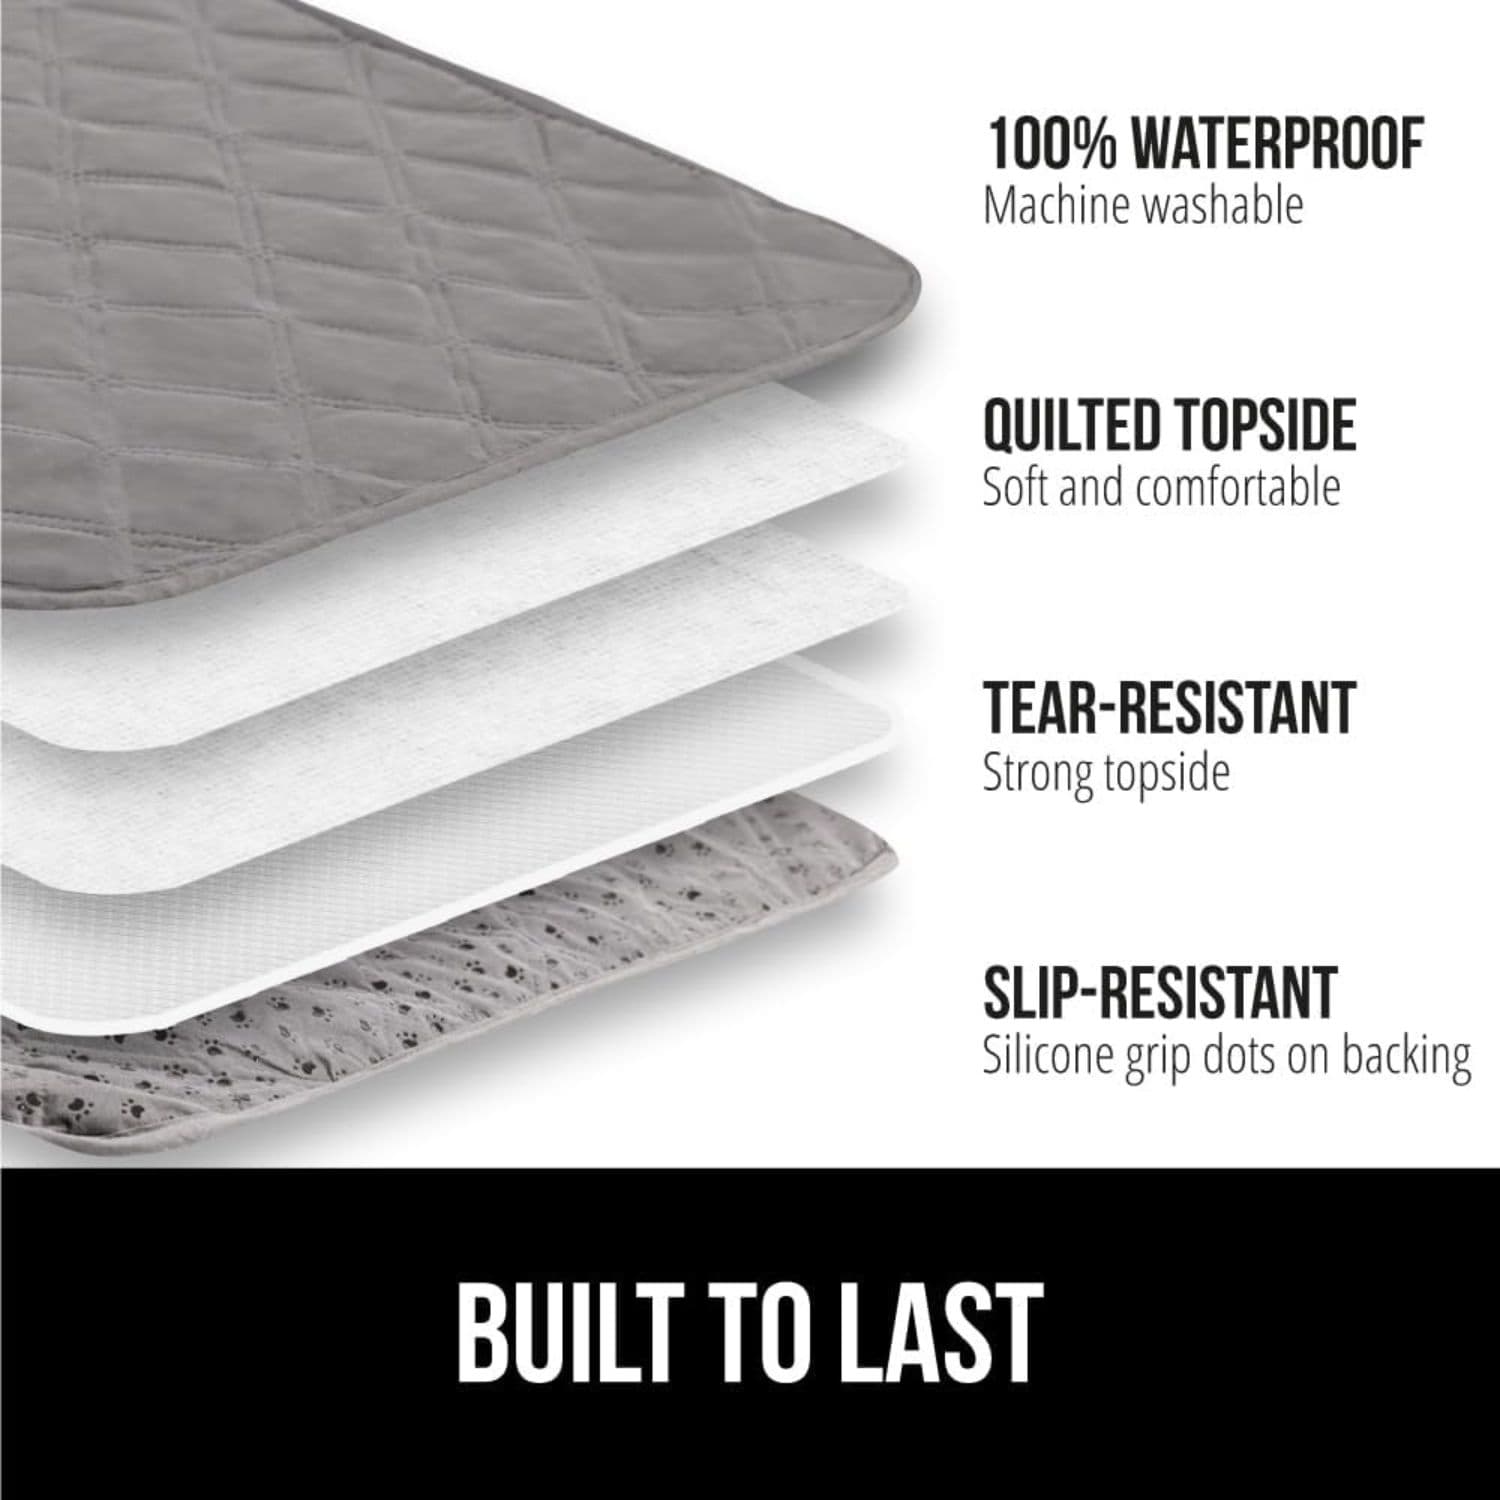 100% WATERPROOF
Machine washable
QUILTED TOPSIDE
Soft and comfortable
TEAR-RESISTANT
Strong topside
SLIP-RESISTANT
Silicone grip dots on backing
BUILT TO LAST